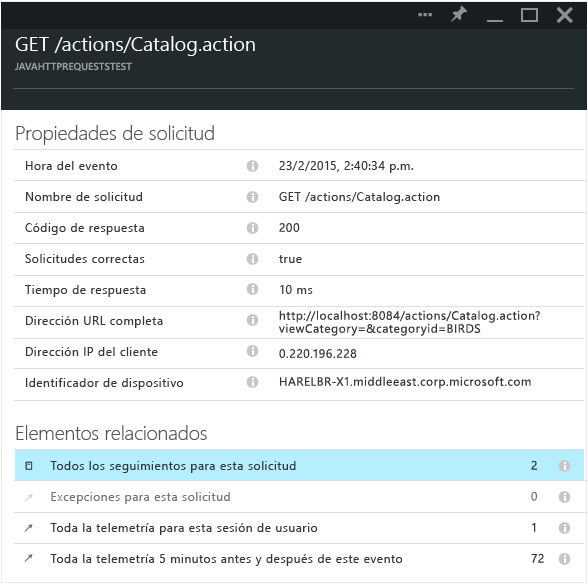 GET /actions/Catalog.action
JAVAHTTPREQUESTSTEST
Propiedades de solicitud
Hora del evento 23/2/2015, 2:40:34 p.m.
Nombre de solicitud GET /actions/Catalog.action
Código de respuesta 200
Solicitudes correctas true
Tiempo de respuesta 10 ms
Dirección URL completa http://localhost:8084/actions/Catalog.action?
viewCategory=&categoryid=BIRDS
Dirección IP del cliente 0.220.196.228
Identificador de dispositivo HARELBR-X1.middleeast.corp.microsoft.com
Elementos relacionados
Todos los seguimientos para esta solicitud 2
Excepciones para esta solicitud 0
Toda la telemetría para esta sesión de usuario 1
Toda la telemetría 5 minutos antes y después de este evento 72